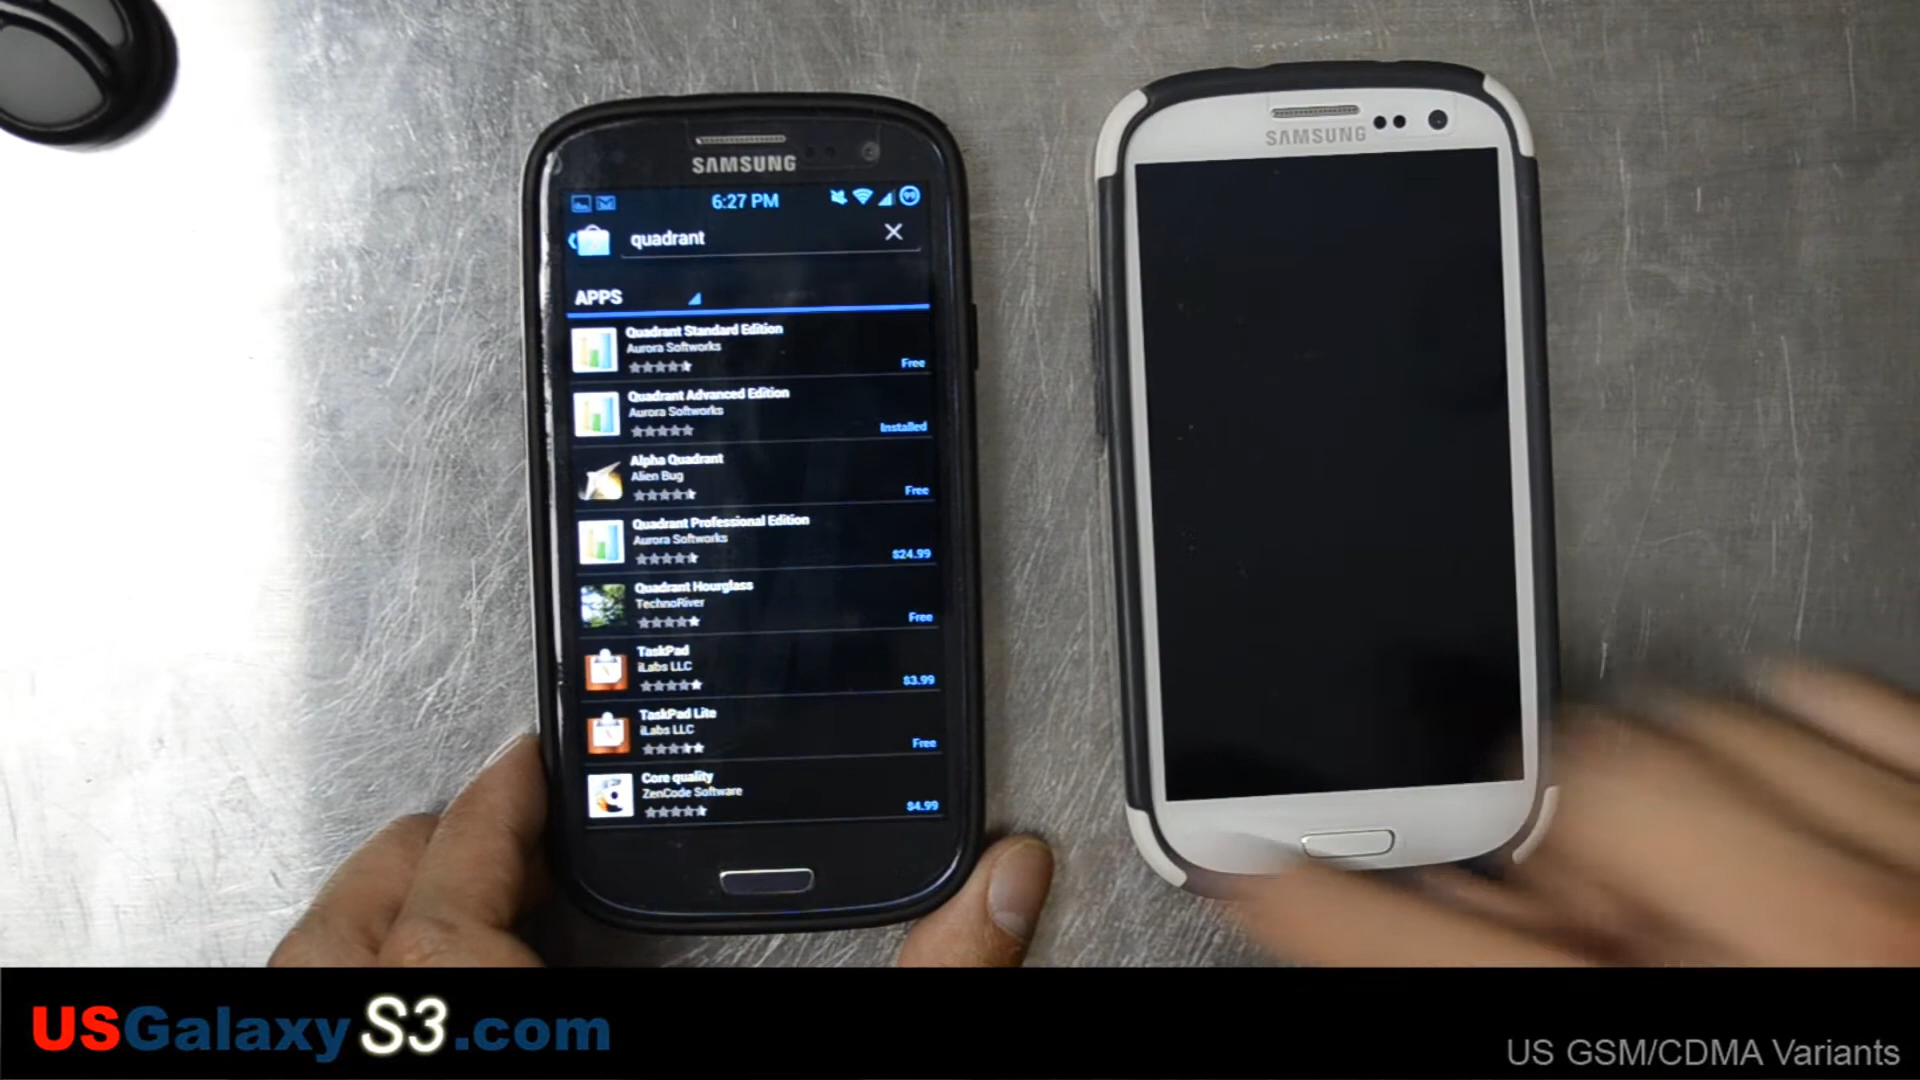 SAMSUNG
6:27 PM
99
quadrant
APPS
Quadrant Standard Edition
Aurora Softworks
Free
Quadrant Advanced Edition
Aurora Softworks
Installed
Alpha Quadrant
Alien Bug
Free
Quadrant Professional Edition
Aurora Softworks
$24.99
Quadrant Hourglass
TechnoRiver
Free
TaskPad
iLabs LLC
$3.99
TaskPad Lite
iLabs LLC
Free
Core quality
ZenCode Software
$4.99
SAMSUNG
USGalaxyS3.com
US GSM/CDMA Variants